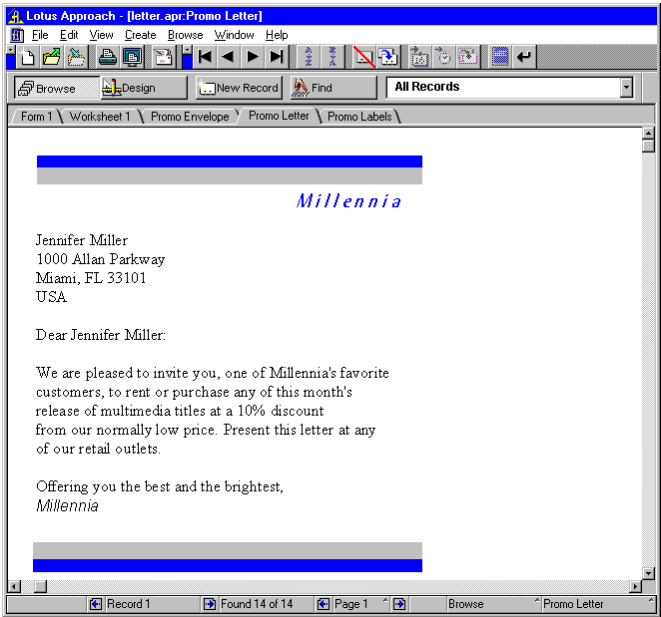 Lotus Approach - [letter.apr:Promo Letter]
File Edit View Create Browse Window Help
Browse Design New Record Find All Records
Form 1 \ Worksheet 1 \ Promo Envelope \ Promo Letter \ Promo Labels \
Millennia
Jennifer Miller
1000 Allan Parkway
Miami, FL 33101
USA
Dear Jennifer Miller:
We are pleased to invite you, one of Millennia's favorite
customers, to rent or purchase any of this month's
release of multimedia titles at a 10% discount
from our normally low price. Present this letter at any
of our retail outlets.
Offering you the best and the brightest,
Millennia
Record 1 Found 14 of 14 Page 1 Browse Promo Letter